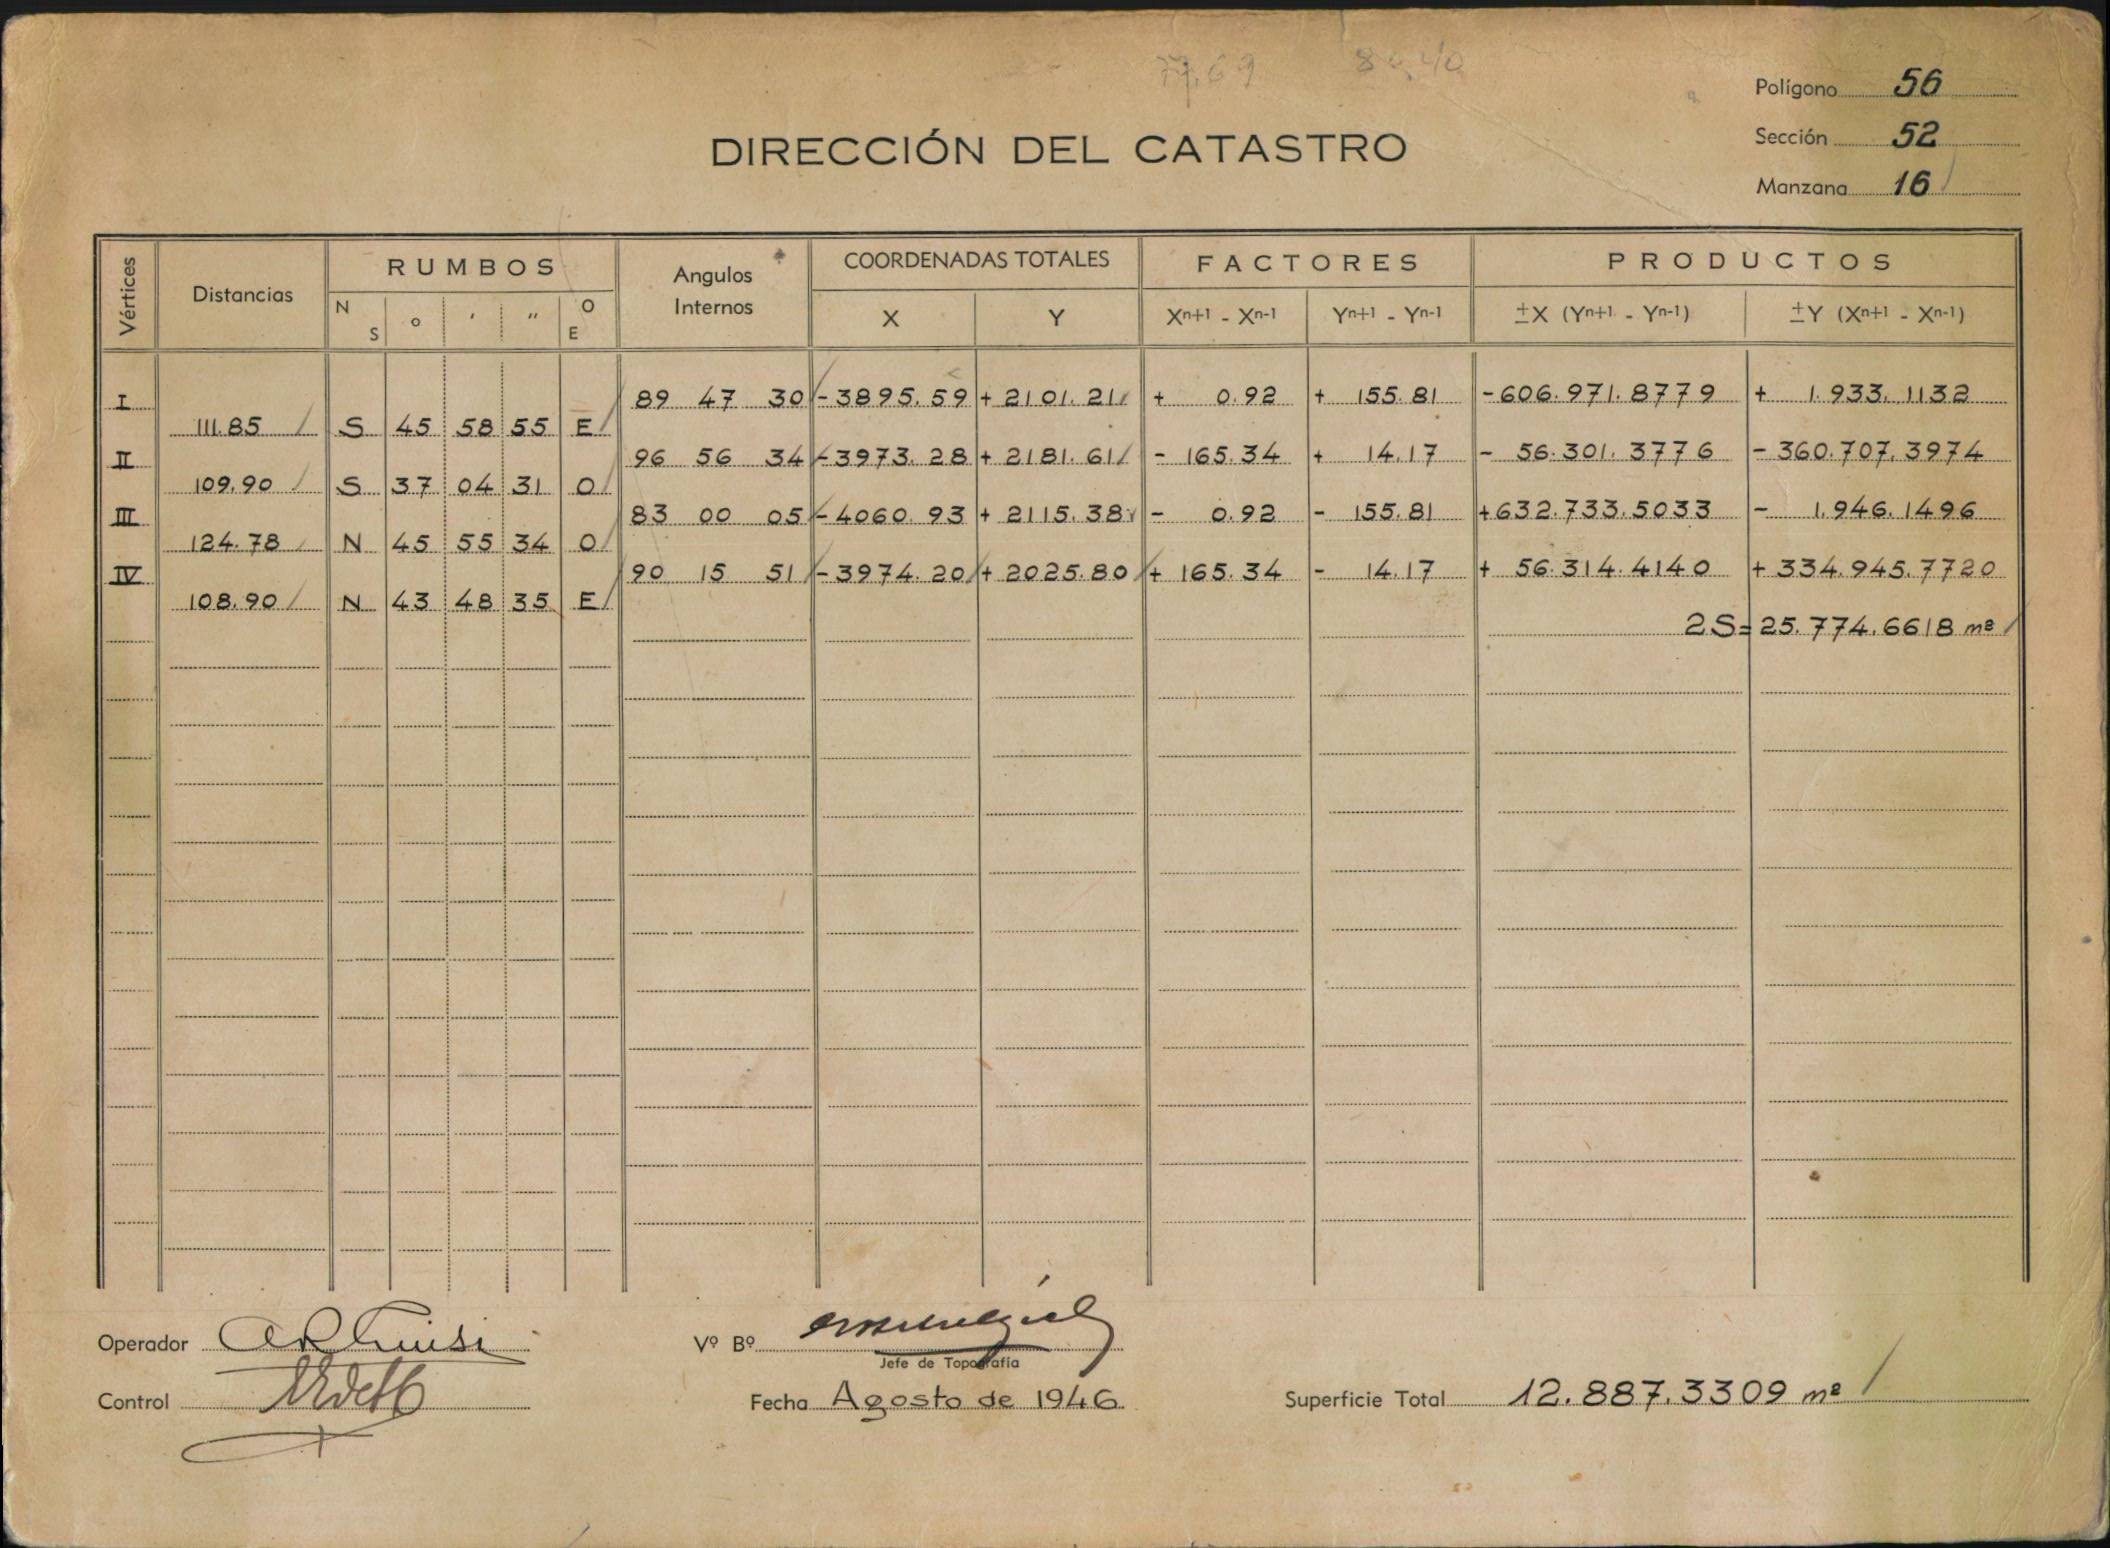 77.69 80.40
Polígono 56
Sección 52
Manzana 16
DIRECCIÓN DEL CATASTRO
Vértices Distancias RUMBOS Angulos Internos COORDENADAS TOTALES FACTORES PRODUCTOS
N S ° ' " O E X Y Xn+1 - Xn-1 Yn+1 - Yn-1 ±X (Yn+1 - Yn-1) ±Y (Xn+1 - Xn-1)
I 89 47 30 -3895.59 +2101.21 + 0.92 + 155.81 -606.971.8779 + 1.933.1132
111.85 S 45 58 55 E
II 96 56 34 -3973.28 +2181.61 - 165.34 + 14.17 - 56.301.3776 - 360.707.3974
109.90 S 37 04 31 O
III 83 00 05 -4060.93 +2115.38 - 0.92 - 155.81 +632.733.5033 - 1.946.1496
124.78 N 45 55 34 O
IV 90 15 51 -3974.20 +2025.80 + 165.34 - 14.17 + 56.314.4140 + 334.945.7720
108.90 N 43 48 35 E
2S= 25.774.6618 m²
Operador
Vº Bº
Jefe de Topografía
Control
Fecha Agosto de 1946
Superficie Total 12.887.3309 m²